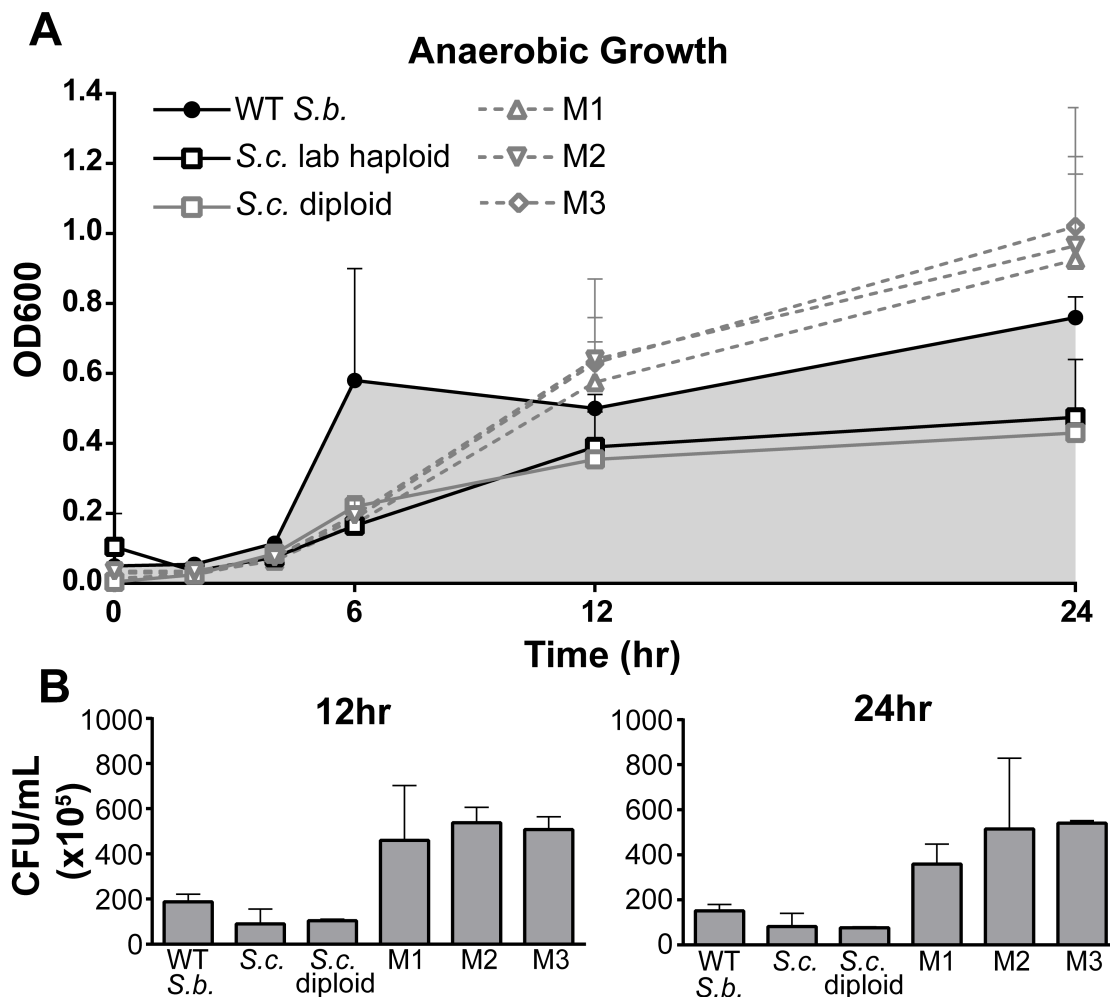 A
Anaerobic Growth
WT S.b.
S.c. lab haploid
S.c. diploid
M1
M2
M3
OD600
1.4
1.2
1.0
0.8
0.6
0.4
0.2
0.0
0 6 12 24
Time (hr)
B
12hr
CFU/mL
(x10⁵)
1000
800
600
400
200
0
WT S.c. S.c. M1 M2 M3
S.b. diploid
24hr
1000
800
600
400
200
0
WT S.c. S.c. M1 M2 M3
S.b. diploid